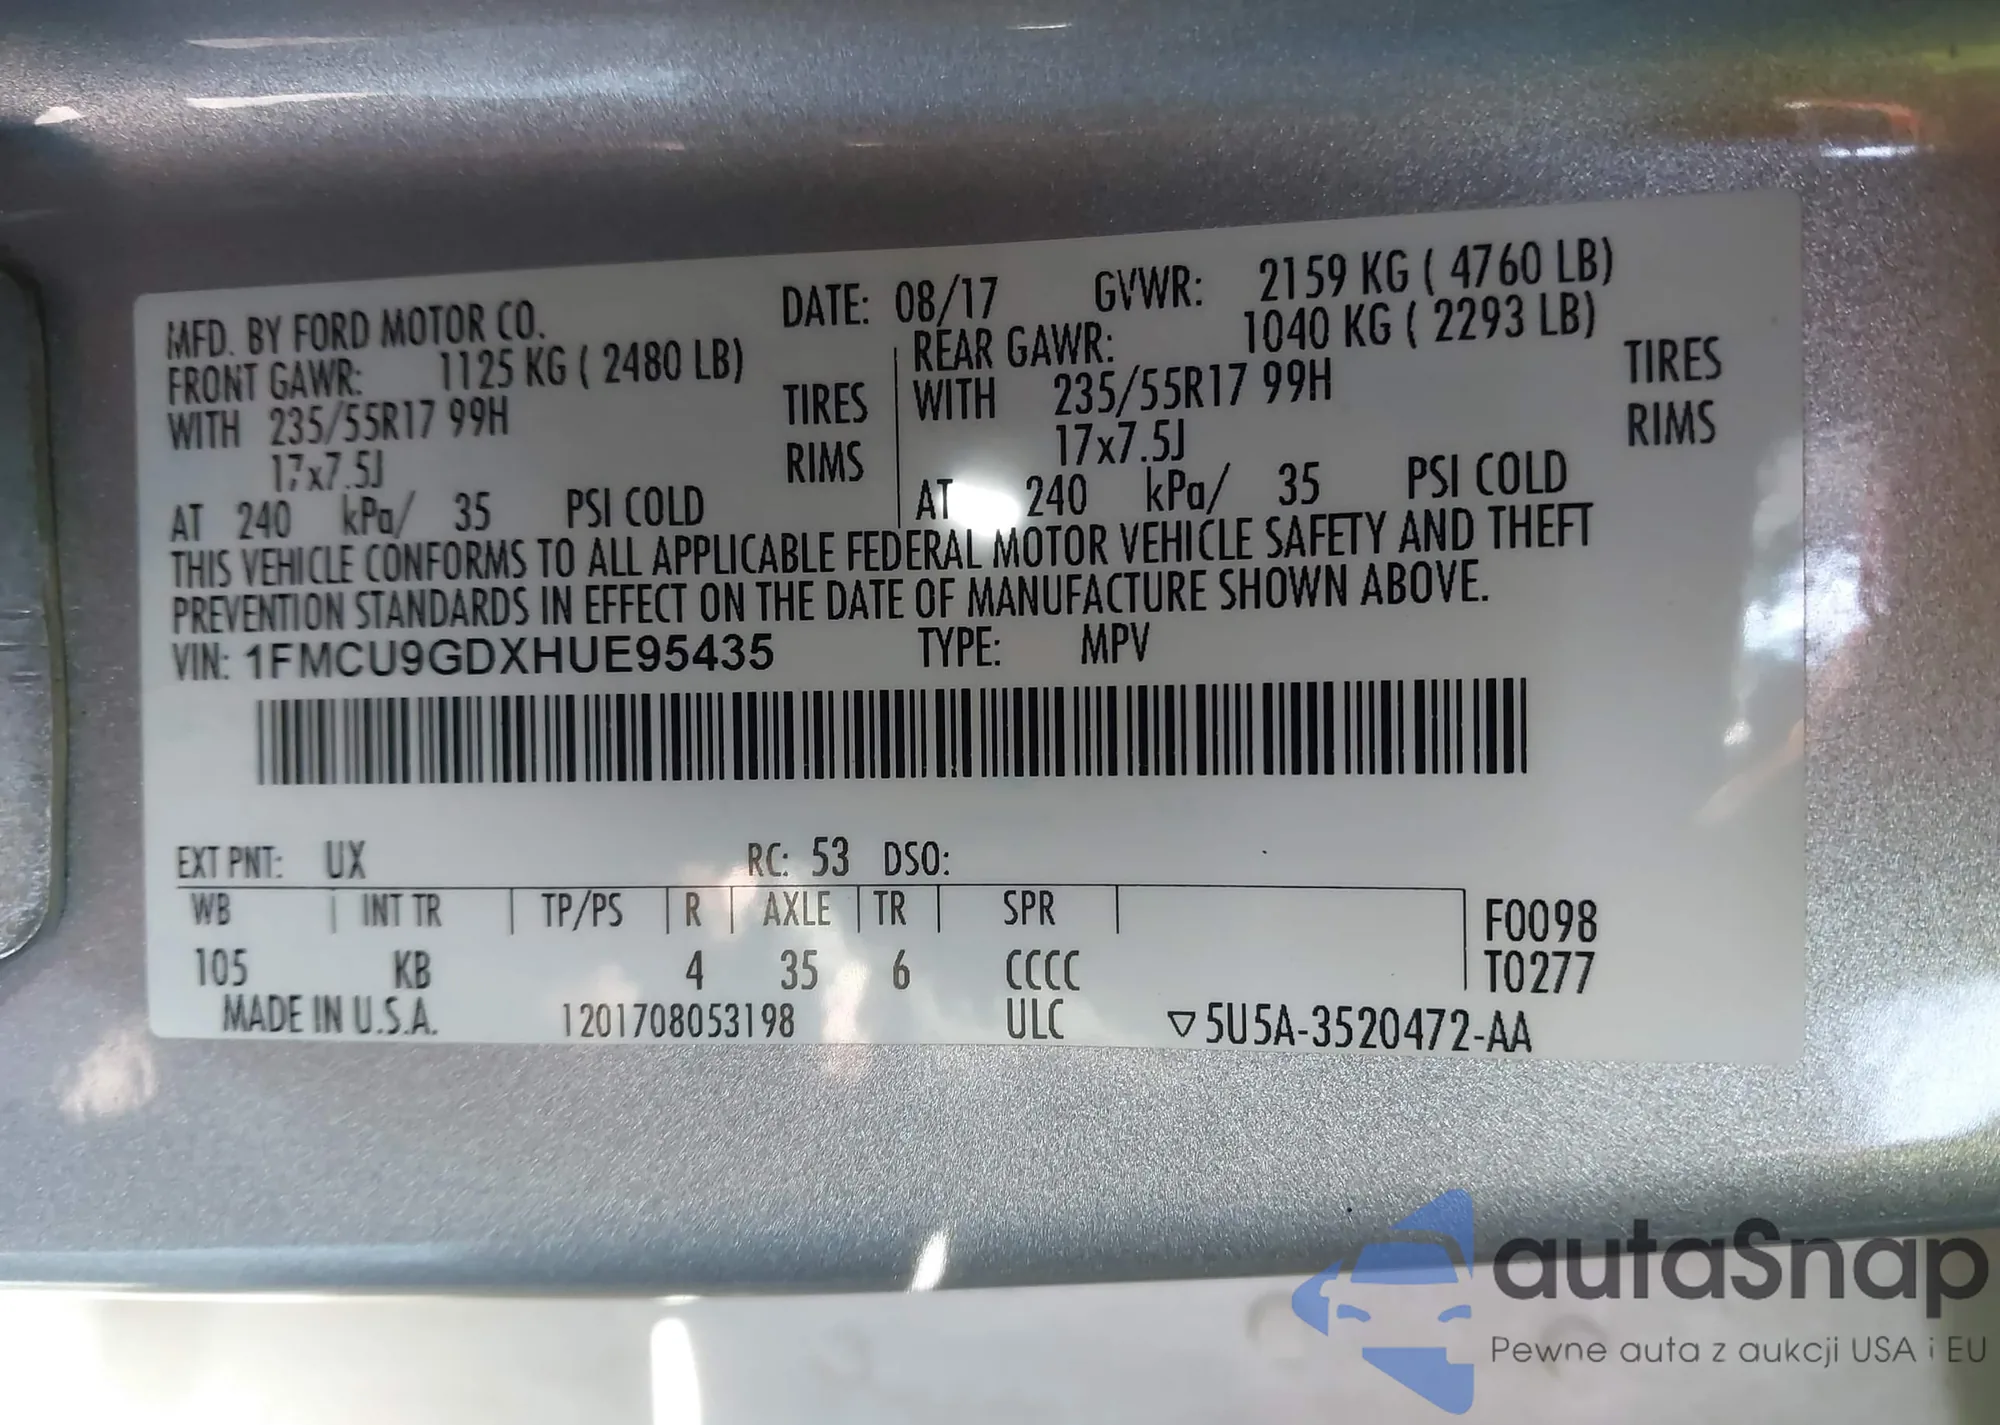 MFD. BY FORD MOTOR CO. DATE: 08/17 GVWR: 2159 KG ( 4760 LB)
FRONT GAWR: 1125 KG ( 2480 LB) REAR GAWR: 1040 KG ( 2293 LB)
WITH 235/55R17 99H TIRES WITH 235/55R17 99H TIRES
17x7.5J RIMS 17x7.5J RIMS
AT 240 kPa/ 35 PSI COLD AT 240 kPa/ 35 PSI COLD
THIS VEHICLE CONFORMS TO ALL APPLICABLE FEDERAL MOTOR VEHICLE SAFETY AND THEFT
PREVENTION STANDARDS IN EFFECT ON THE DATE OF MANUFACTURE SHOWN ABOVE.
VIN: 1FMCU9GDXHUE95435 TYPE: MPV
EXT PNT: UX RC: 53 DSO:
WB INT TR TP/PS R AXLE TR SPR F0098
105 KB 4 35 6 CCCC T0277
MADE IN U.S.A. 1201708053198 ULC ▽5U5A-3520472-AA
autaSnap
Pewne auta z aukcji USA i EU